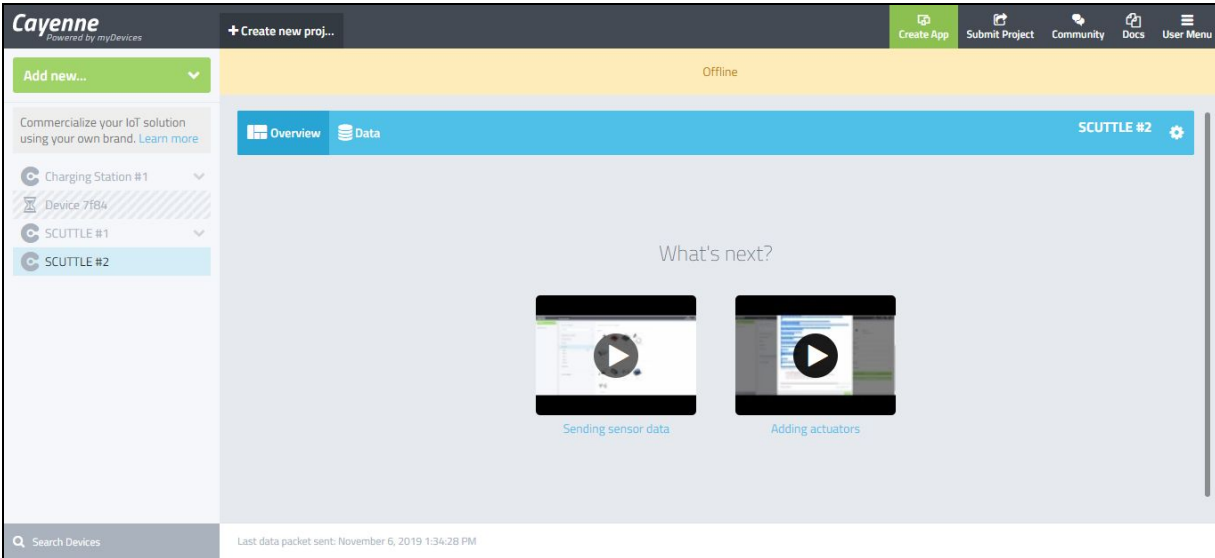 Cayenne
Powered by myDevices
+ Create new proj...
Create App
Submit Project
Community
Docs
User Menu
Add new...
Offline
Commercialize your IoT solution
using your own brand. Learn more
Overview
Data
SCUTTLE #2
Charging Station #1
Device 7f84
SCUTTLE #1
SCUTTLE #2
What's next?
Sending sensor data
Adding actuators
Search Devices
Last data packet sent: November 6, 2019 1:34:28 PM